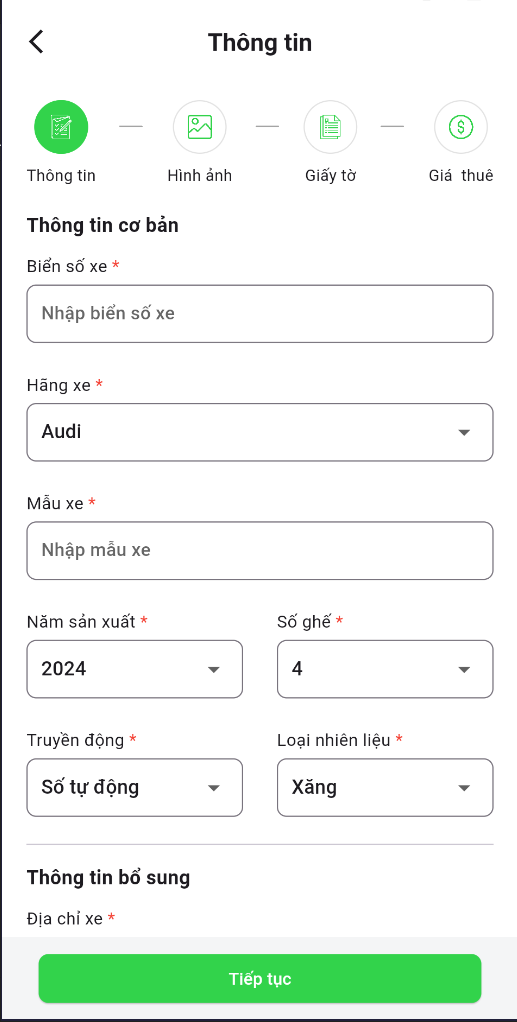 Thông tin
Thông tin Hình ảnh Giấy tờ Giá thuê
Thông tin cơ bản
Biển số xe *
Nhập biển số xe
Hãng xe *
Audi
Mẫu xe *
Nhập mẫu xe
Năm sản xuất * Số ghế *
2024 4
Truyền động * Loại nhiên liệu *
Số tự động Xăng
Thông tin bổ sung
Địa chỉ xe *
Tiếp tục